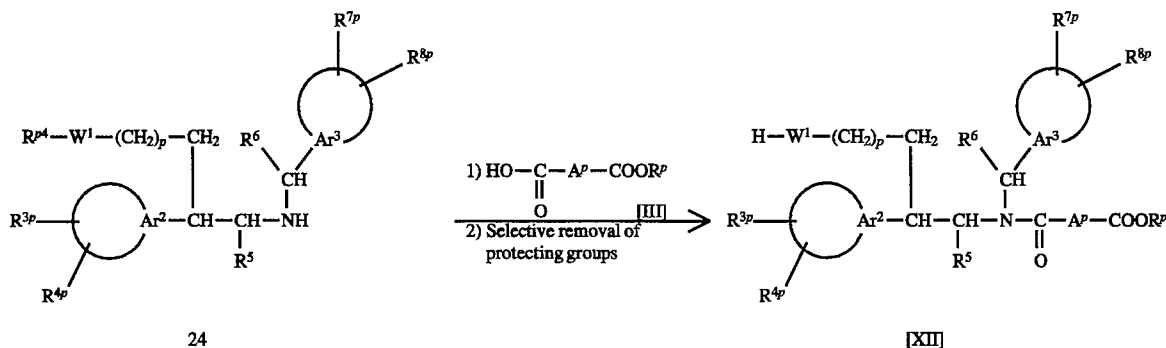 R⁷ᵖ R⁷ᵖ
R⁸ᵖ R⁸ᵖ
Rᵖ⁴—W¹—(CH₂)ₚ—CH₂ R⁶ Ar³ H—W¹—(CH₂)ₚ—CH₂ R⁶ Ar³
CH 1) HO—C—Aᵖ—COORᵖ CH
O [III]
R³ᵖ Ar²—CH—CH—NH R³ᵖ Ar²—CH—CH—N—C—Aᵖ—COORᵖ
R⁵ 2) Selective removal of R⁵ O
protecting groups
R⁴ᵖ R⁴ᵖ
24 [XII]